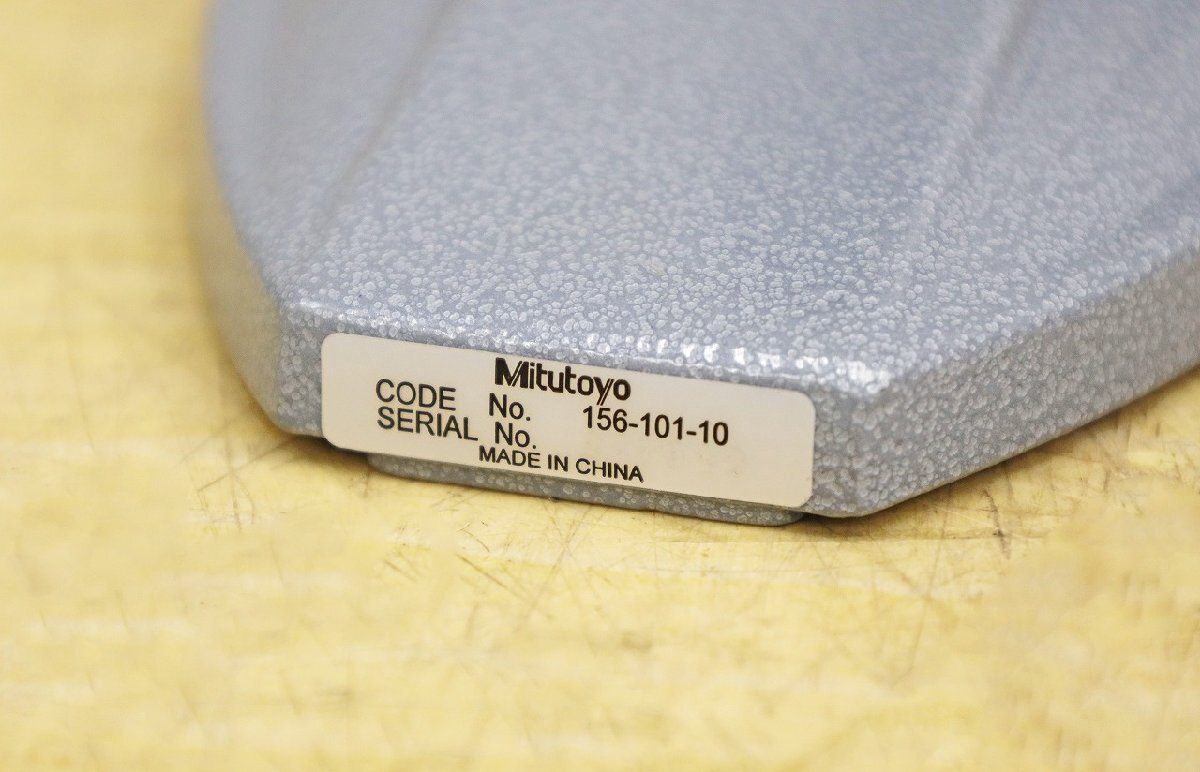 Mitutoyo
CODE No. 156-101-10
SERIAL No.
MADE IN CHINA